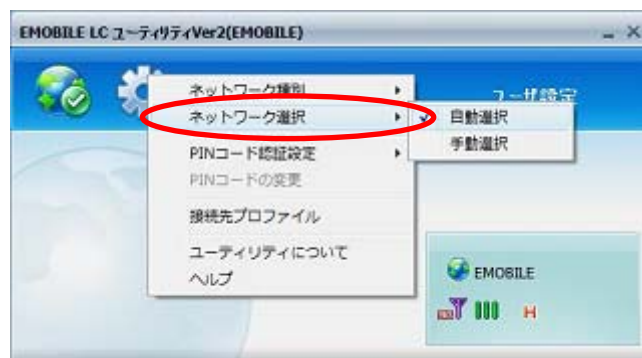 EMOBILE LC ユーティリティVer2(EMOBILE)
ユーザ設定
ネットワーク種別
ネットワーク選択
自動選択
手動選択
PINコード認証設定
PINコードの変更
接続先プロファイル
ユーティリティについて
ヘルプ
EMOBILE
H